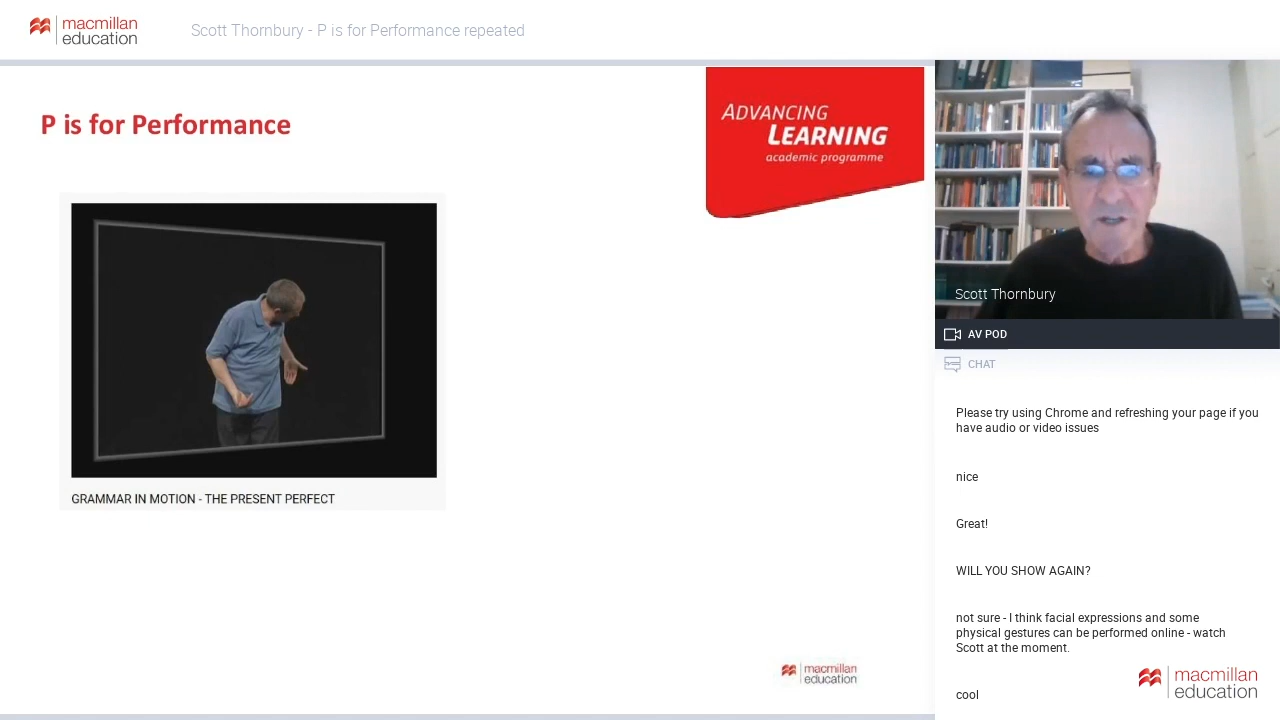 macmillan
education
Scott Thornbury - P is for Performance repeated
P is for Performance
ADVANCING
LEARNING
academic programme
GRAMMAR IN MOTION - THE PRESENT PERFECT
macmillan
education
Scott Thornbury
AV POD
CHAT
Please try using Chrome and refreshing your page if you
have audio or video issues
nice
Great!
WILL YOU SHOW AGAIN?
not sure - I think facial expressions and some
physical gestures can be performed online - watch
Scott at the moment.
cool
macmillan
education